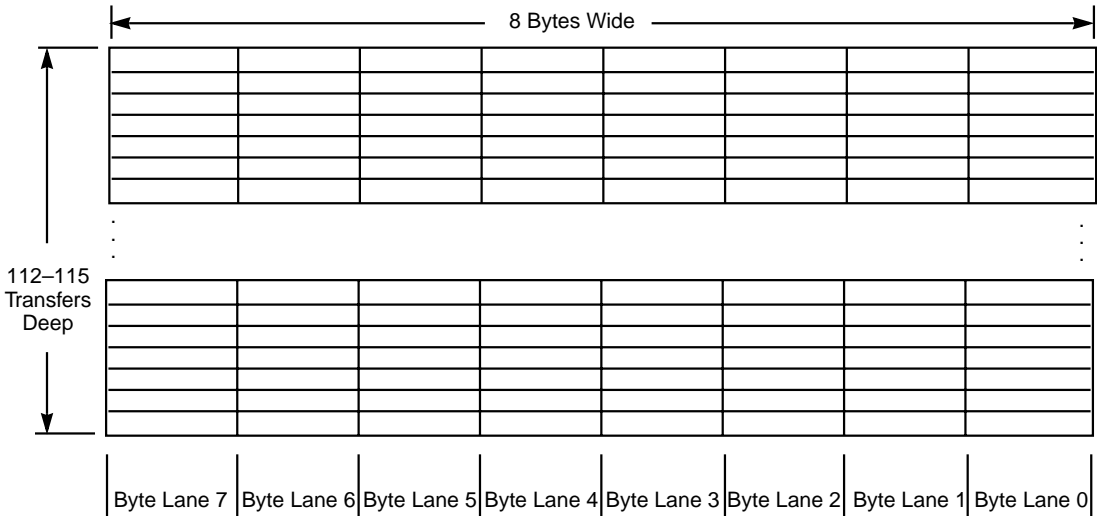 8 Bytes Wide
112–115
Transfers
Deep
Byte Lane 7 Byte Lane 6 Byte Lane 5 Byte Lane 4 Byte Lane 3 Byte Lane 2 Byte Lane 1 Byte Lane 0